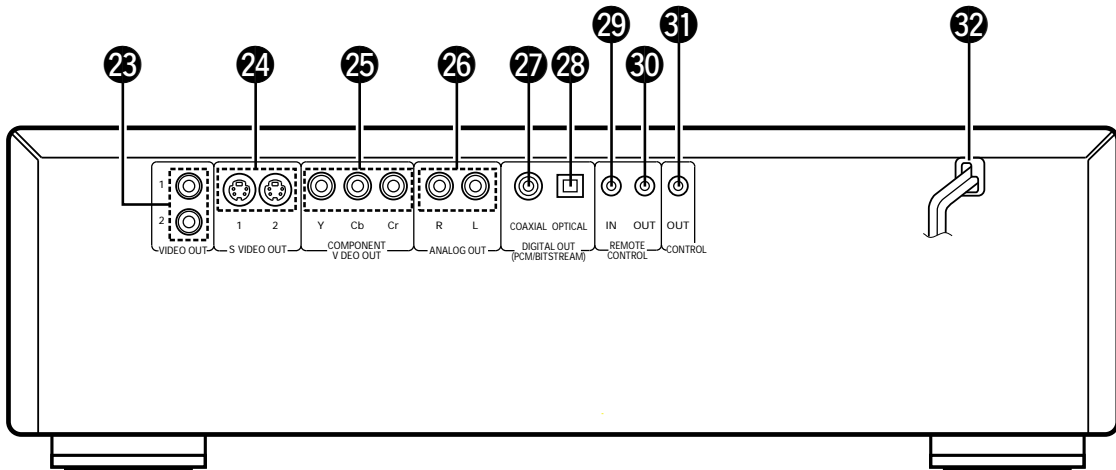 23 24 25 26 27 28 29 30 31 32
1
2
VIDEO OUT
1 2
S VIDEO OUT
Y Cb Cr
COMPONENT
V DEO OUT
R L
ANALOG OUT
COAXIAL OPTICAL
DIGITAL OUT
(PCM/BITSTREAM)
IN OUT
REMOTE
CONTROL
OUT
CONTROL